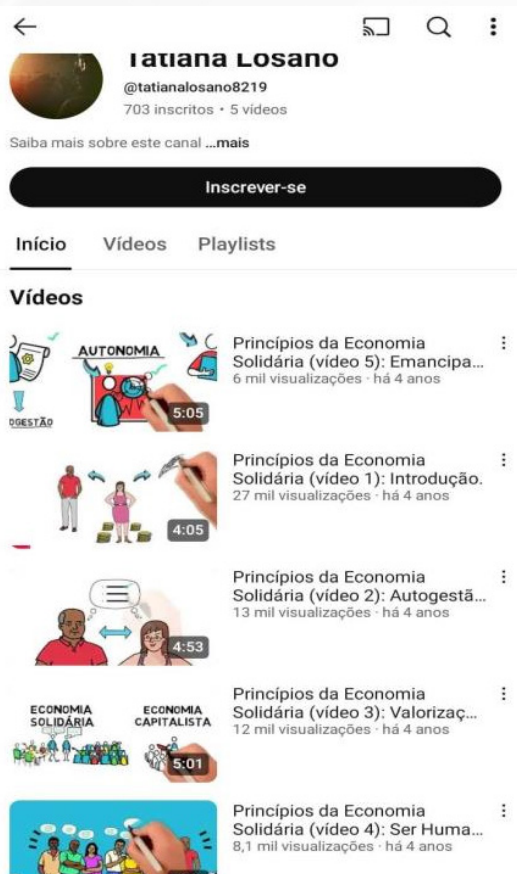 Tatiana Losano
@tatianalosano8219
703 inscritos • 5 vídeos
Saiba mais sobre este canal ...mais
Inscrever-se
Início Vídeos Playlists
Vídeos
AUTONOMIA
OGESTÃO
5:05
Princípios da Economia
Solidária (vídeo 5): Emancipa...
6 mil visualizações · há 4 anos
4:05
Princípios da Economia
Solidária (vídeo 1): Introdução.
27 mil visualizações · há 4 anos
4:53
Princípios da Economia
Solidária (vídeo 2): Autogestã...
13 mil visualizações · há 4 anos
ECONOMIA
SOLIDÁRIA
ECONOMIA
CAPITALISTA
5:01
Princípios da Economia
Solidária (vídeo 3): Valorizaç...
12 mil visualizações · há 4 anos
Princípios da Economia
Solidária (vídeo 4): Ser Huma...
8,1 mil visualizações · há 4 anos